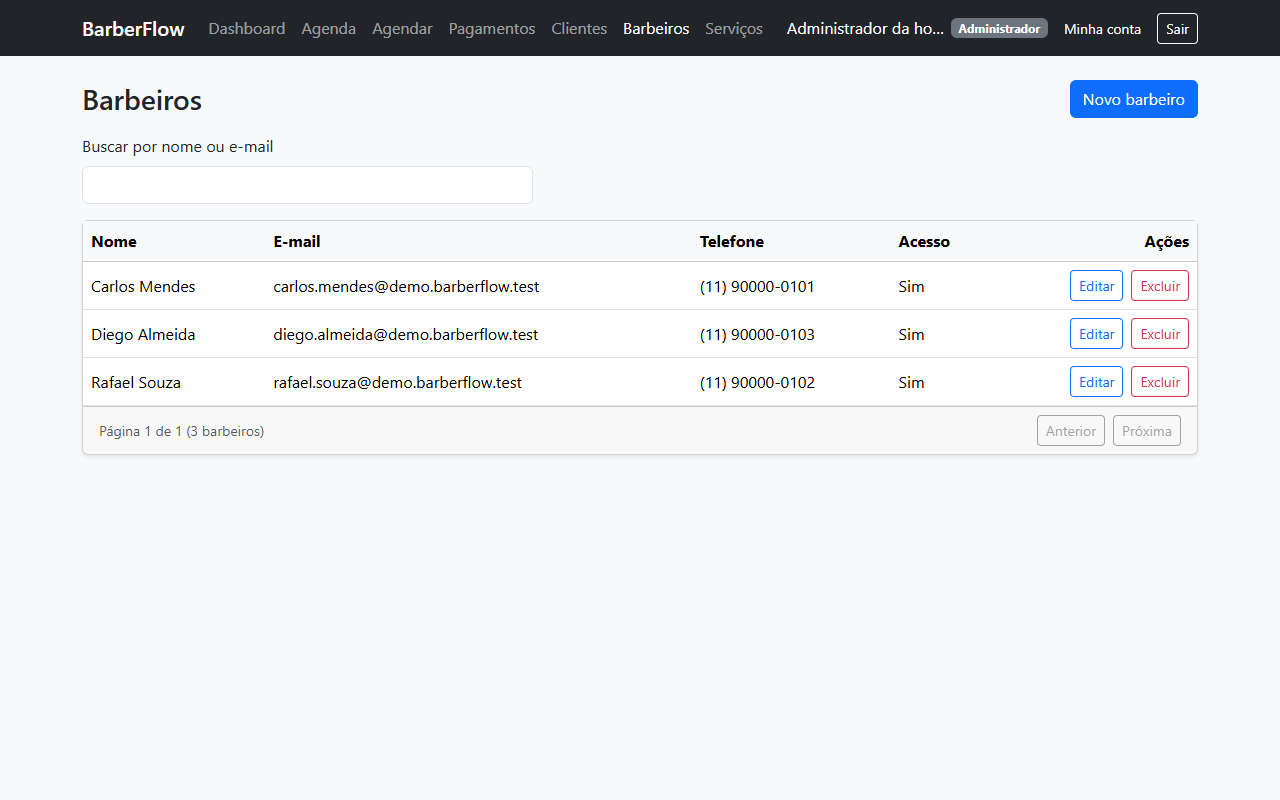 BarberFlow Dashboard Agenda Agendar Pagamentos Clientes Barbeiros Serviços Administrador da ho... Administrador Minha conta Sair
Barbeiros Novo barbeiro
Buscar por nome ou e-mail
Nome E-mail Telefone Acesso Ações
Carlos Mendes carlos.mendes@demo.barberflow.test (11) 90000-0101 Sim Editar Excluir
Diego Almeida diego.almeida@demo.barberflow.test (11) 90000-0103 Sim Editar Excluir
Rafael Souza rafael.souza@demo.barberflow.test (11) 90000-0102 Sim Editar Excluir
Página 1 de 1 (3 barbeiros) Anterior Próxima